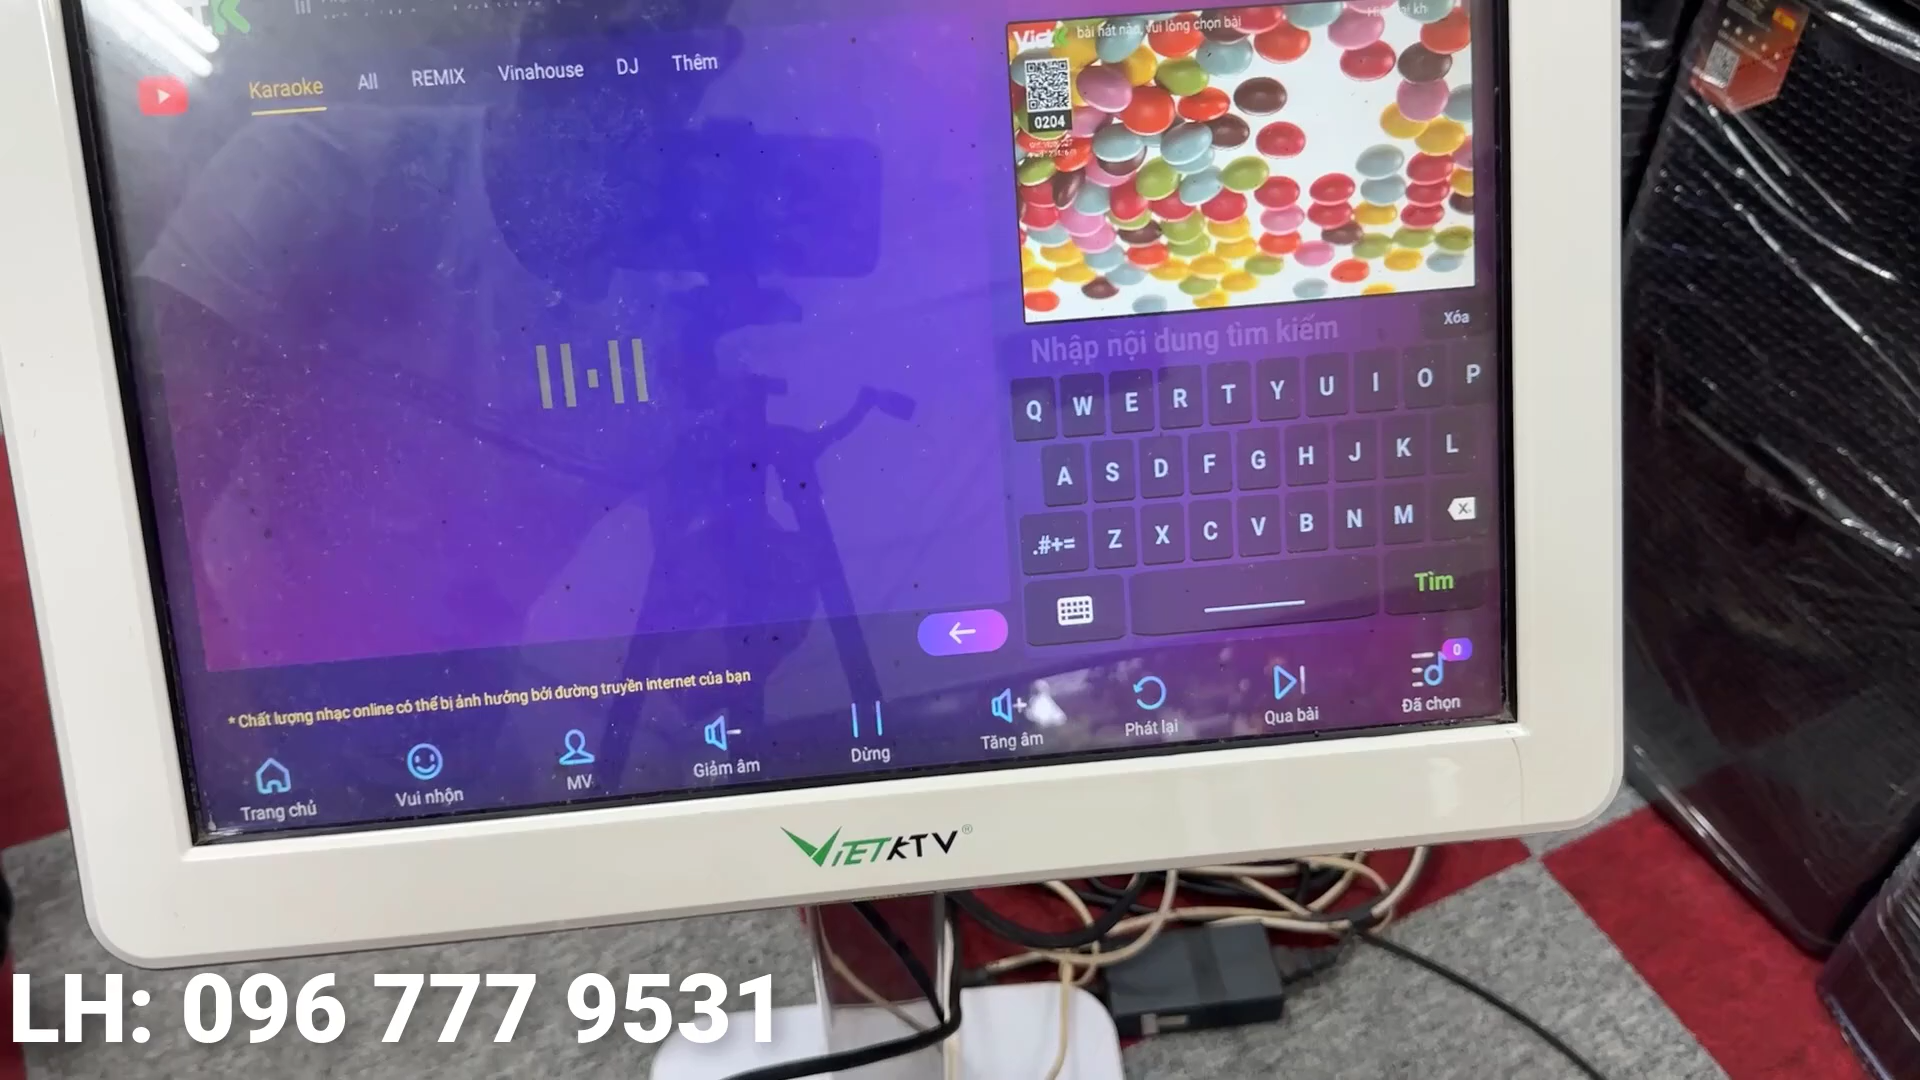 Karaoke All REMIX Vinahouse DJ Thêm
VietK bài hát nào, vui lòng chọn bài
0204
Nhập nội dung tìm kiếm
Xóa
Q W E R T Y U I O P
A S D F G H J K L
.#+= Z X C V B N M
Tìm
* Chất lượng nhạc online có thể bị ảnh hưởng bởi đường truyền internet của bạn
Trang chủ Vui nhộn MV Giảm âm Dừng Tăng âm Phát lại Qua bài Đã chọn
0
VIETKTV®
LH: 096 777 9531